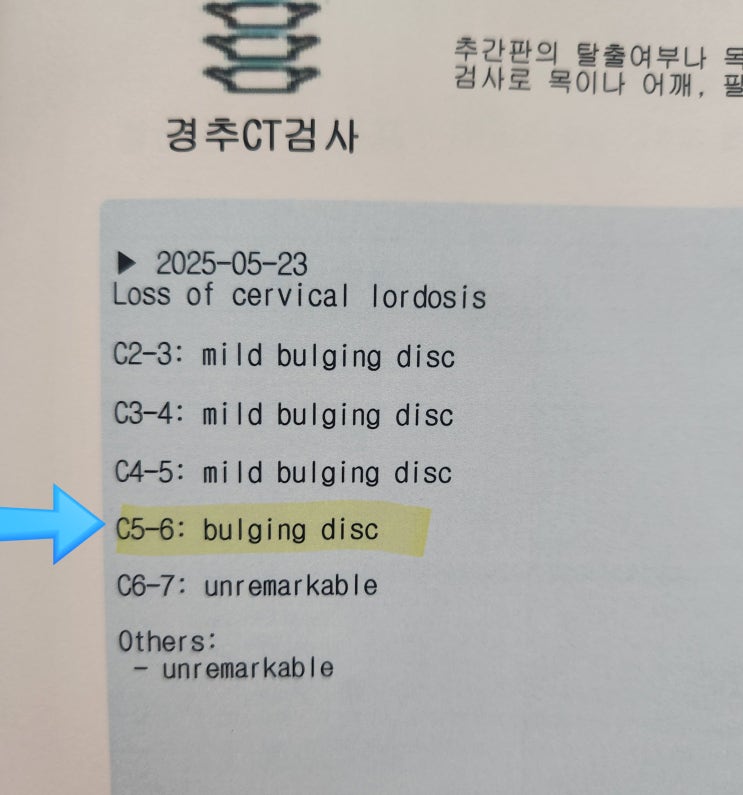 추간판의 탈출여부나 목
검사로 목이나 어깨, 필
경추CT검사
▶ 2025-05-23
Loss of cervical lordosis
C2-3: mild bulging disc
C3-4: mild bulging disc
C4-5: mild bulging disc
C5-6: bulging disc
C6-7: unremarkable
Others:
- unremarkable